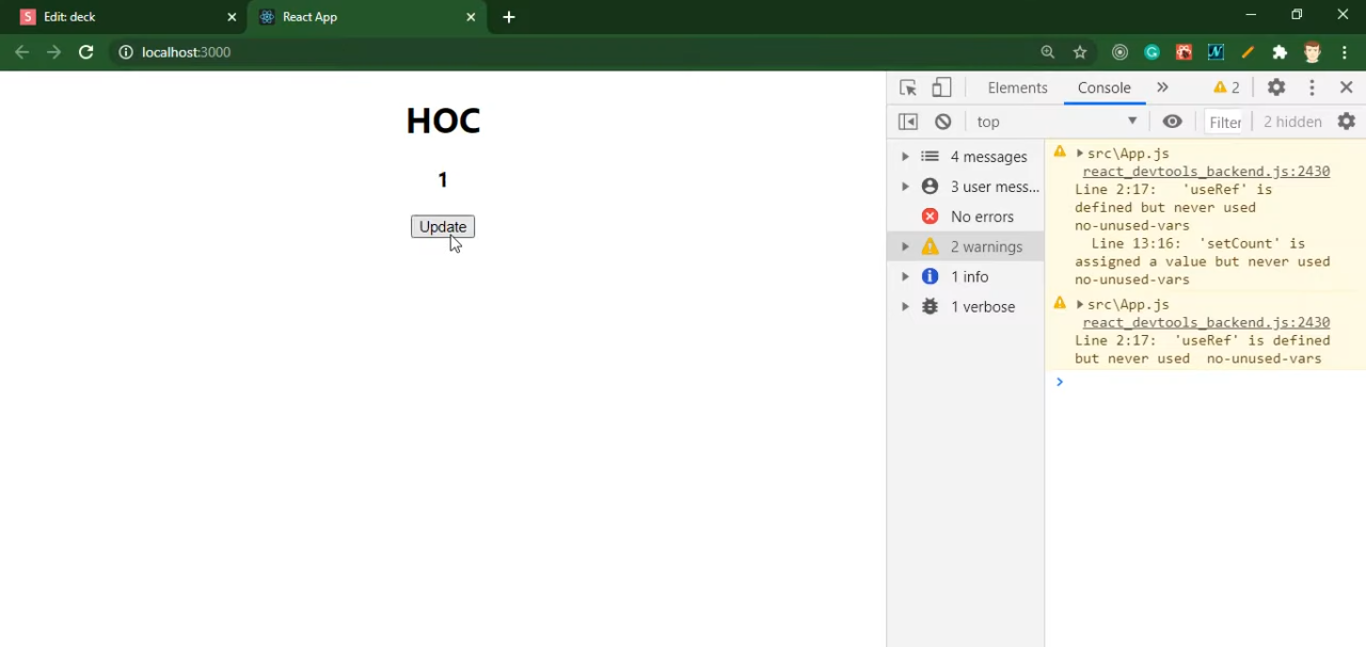 Edit: deck
React App
localhost:3000
HOC
1
Update
Elements
Console
2
top
Filter
2 hidden
4 messages
3 user mess...
No errors
2 warnings
1 info
1 verbose
src\App.js
react_devtools_backend.js:2430
Line 2:17:   'useRef' is
defined but never used
no-unused-vars
  Line 13:16:  'setCount' is
assigned a value but never used
no-unused-vars
src\App.js
react_devtools_backend.js:2430
Line 2:17:  'useRef' is defined
but never used  no-unused-vars